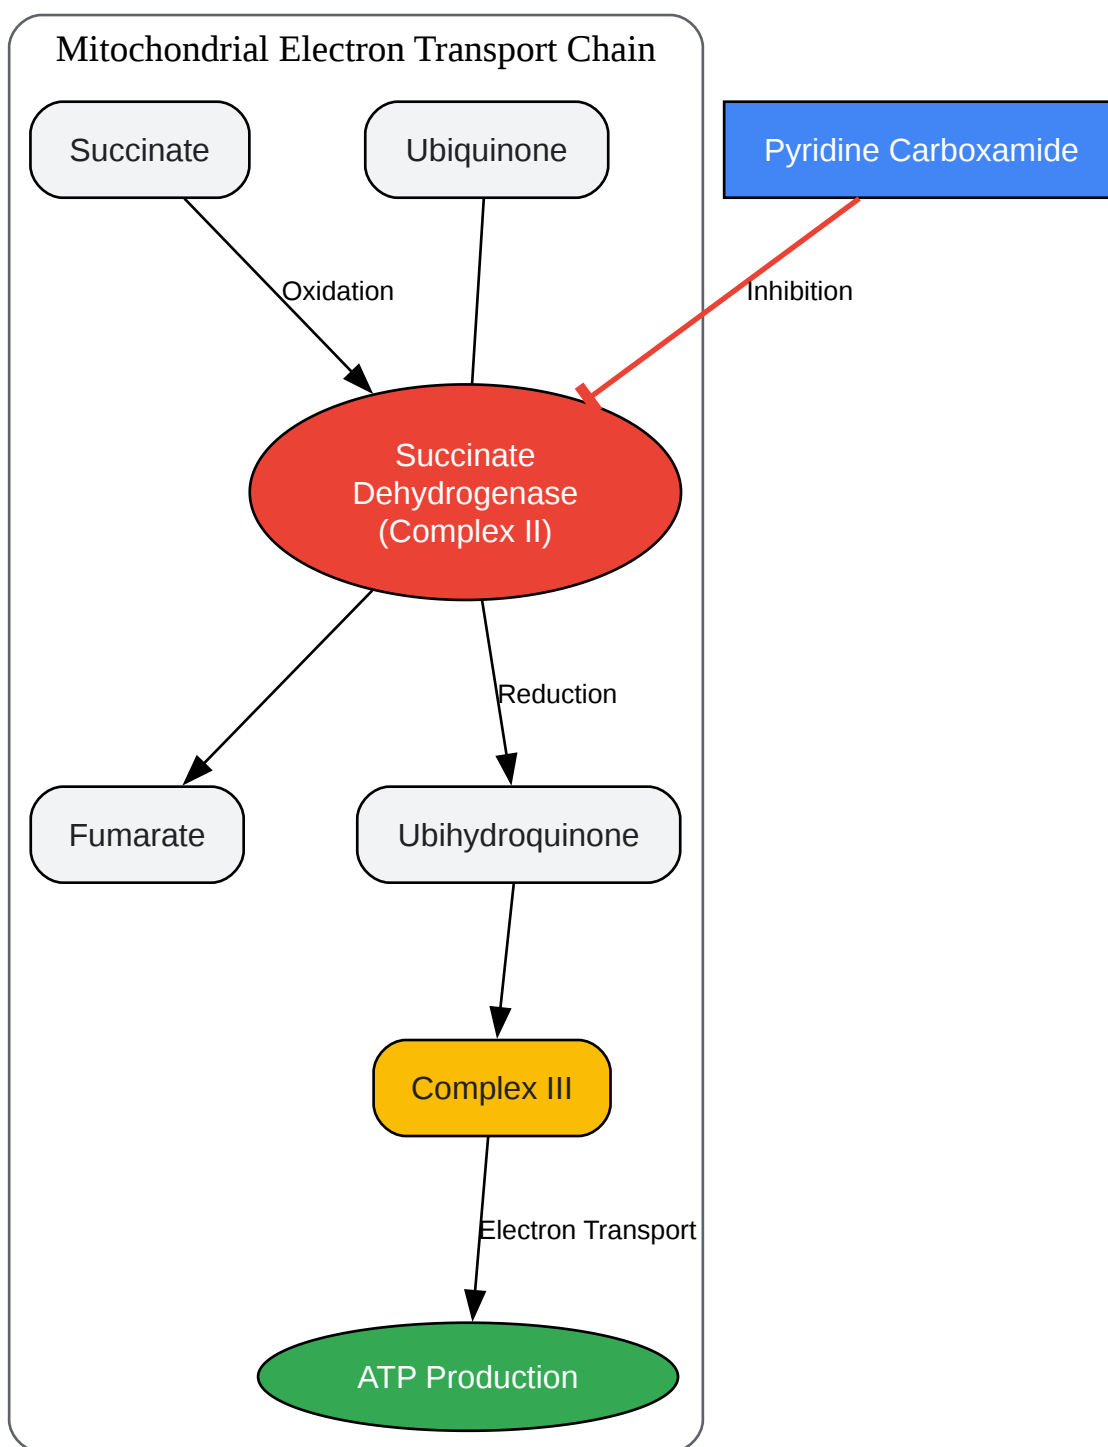 Mitochondrial Electron Transport Chain
Succinate
Ubiquinone
Pyridine Carboxamide
Oxidation
Inhibition
Succinate
Dehydrogenase
(Complex II)
Reduction
Fumarate
Ubihydroquinone
Complex III
Electron Transport
ATP Production